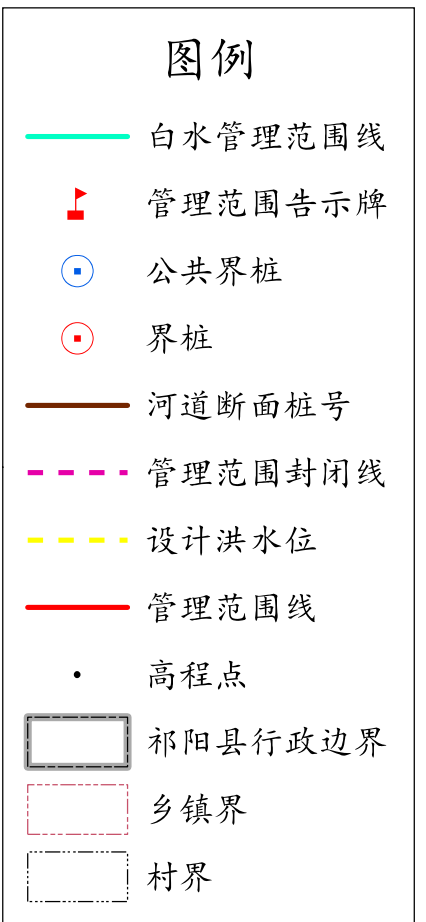 图例
白水管理范围线
管理范围告示牌
公共界桩
界桩
河道断面桩号
管理范围封闭线
设计洪水位
管理范围线
高程点
祁阳县行政边界
乡镇界
村界